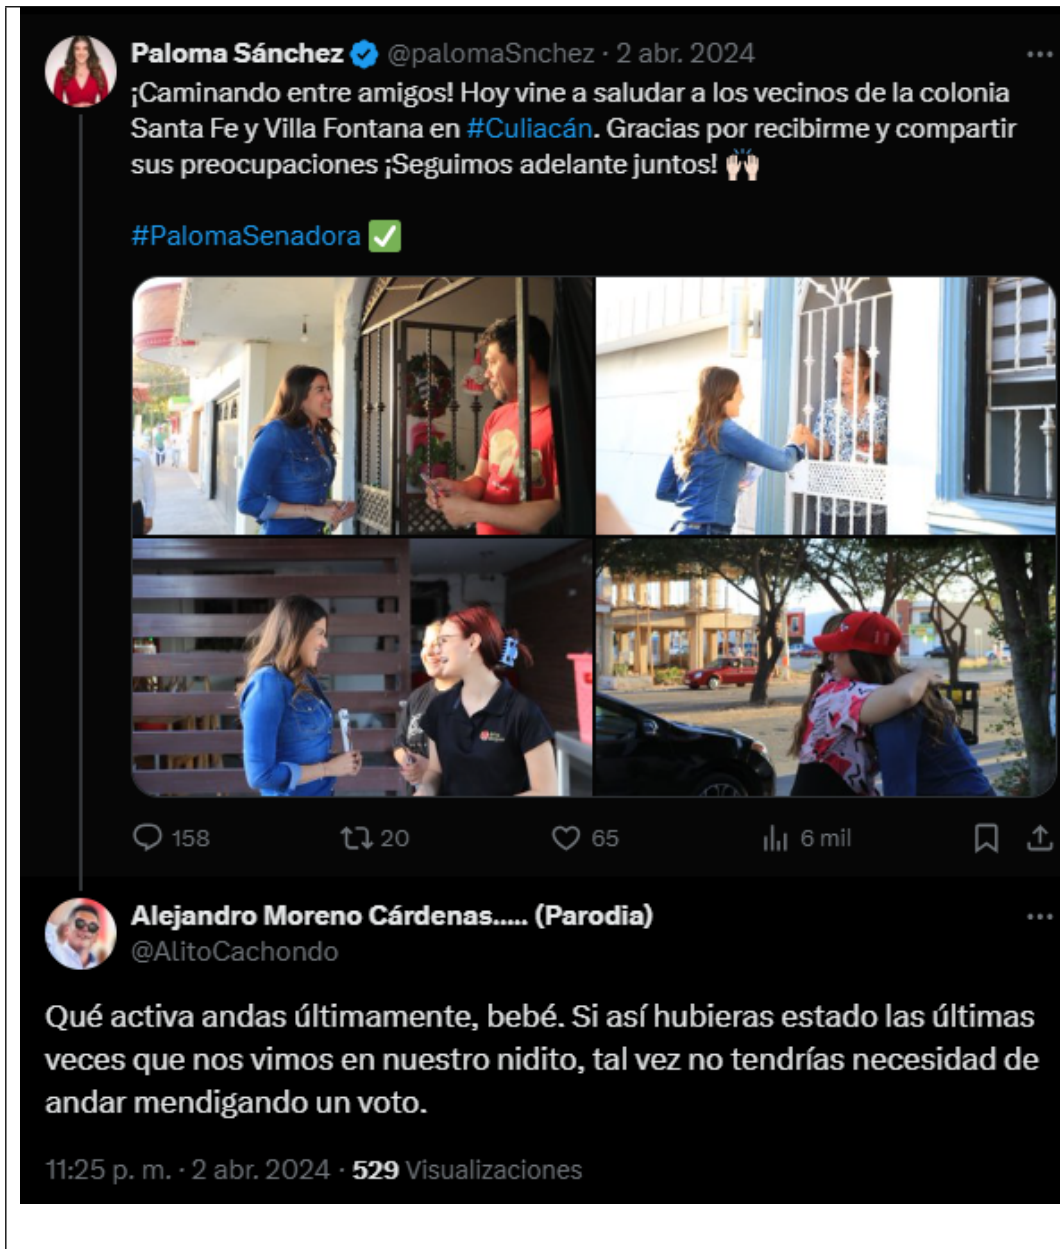 Paloma Sánchez @palomaSnchez · 2 abr. 2024
¡Caminando entre amigos! Hoy vine a saludar a los vecinos de la colonia
Santa Fe y Villa Fontana en #Culiacán. Gracias por recibirme y compartir
sus preocupaciones ¡Seguimos adelante juntos! 🙌🏻
#PalomaSenadora ✅
158 20 65 6 mil
Alejandro Moreno Cárdenas..... (Parodia)
@AlitoCachondo
Qué activa andas últimamente, bebé. Si así hubieras estado las últimas
veces que nos vimos en nuestro nidito, tal vez no tendrías necesidad de
andar mendigando un voto.
11:25 p. m. · 2 abr. 2024 · 529 Visualizaciones